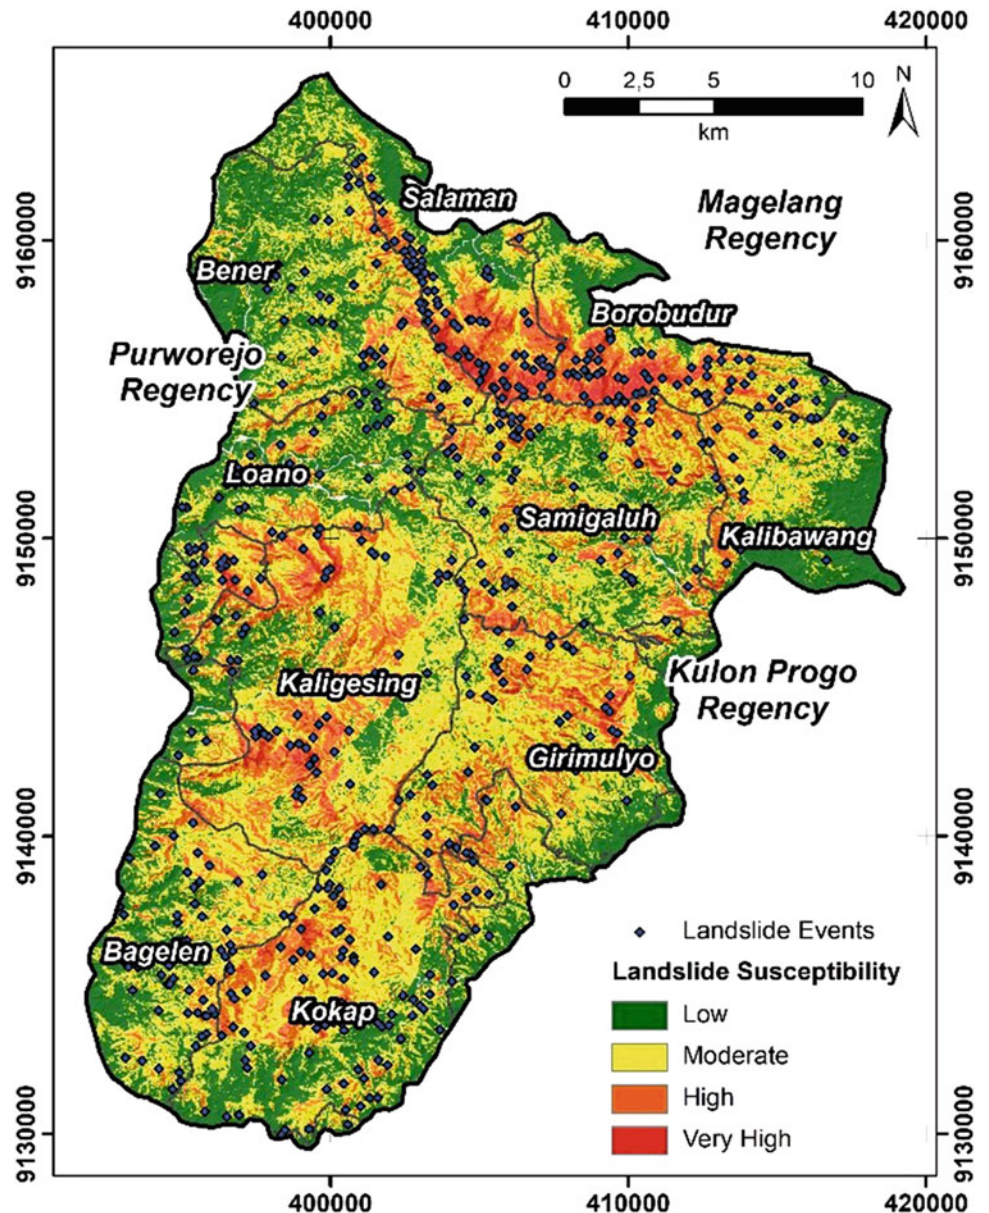 400000
410000
420000
0
2,5
5
10
km
N
Salaman
Magelang
Regency
9160000
9160000
Bener
Borobudur
Purworejo
Regency
Loano
Samigaluh
Kalibawang
9150000
9150000
Kaligesing
Kulon Progo
Regency
Girimulyo
9140000
9140000
Bagelen
Kokap
Landslide Events
Landslide Susceptibility
Low
Moderate
High
Very High
9130000
9130000
400000
410000
420000